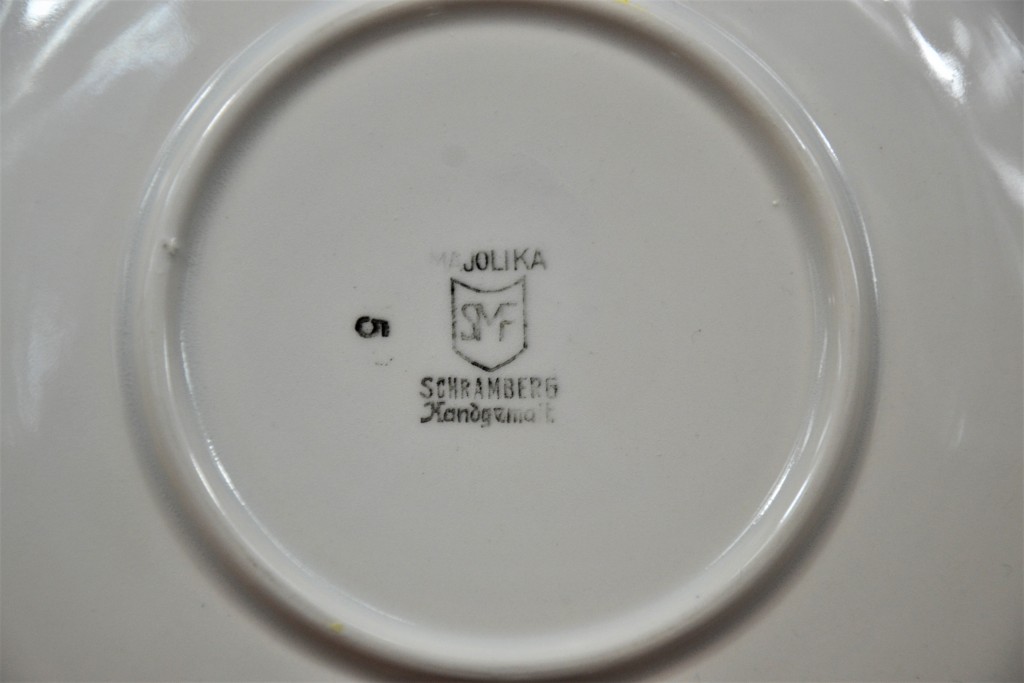 MAJOLIKA
SMF
5
SCHRAMBERG
Handgemalt